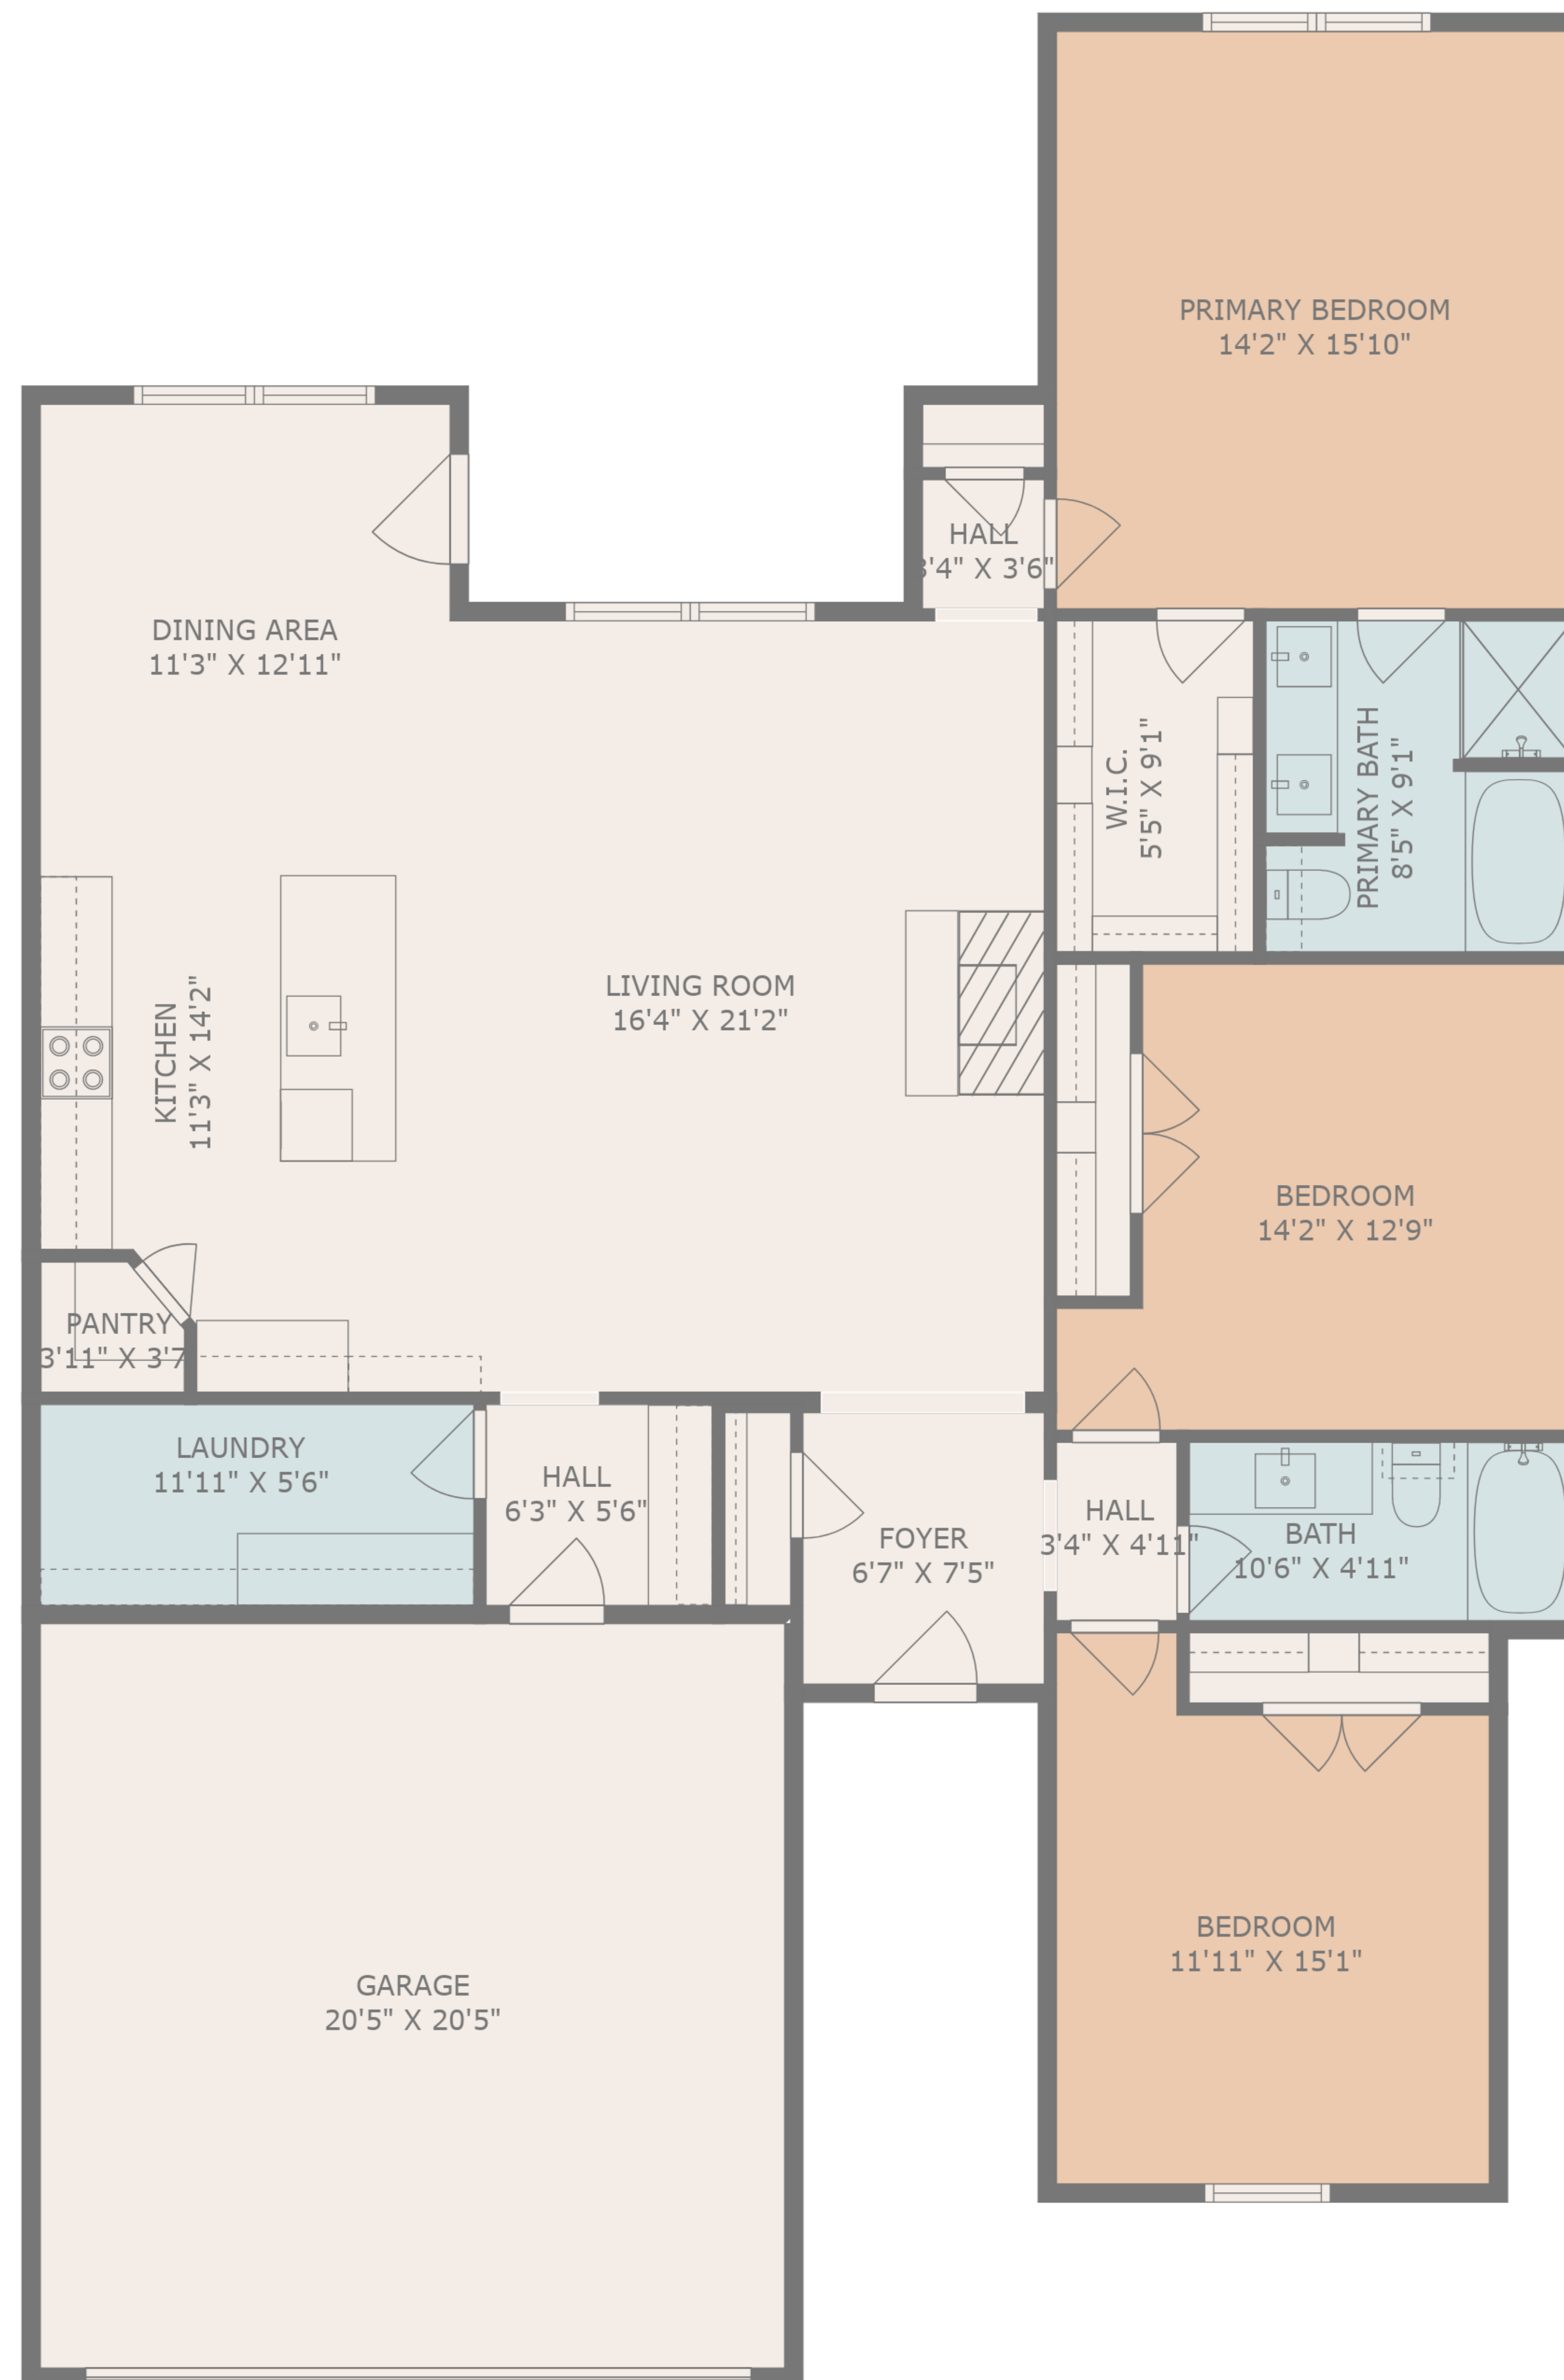 PRIMARY BEDROOM
14'2" X 15'10"
HALL
3'4" X 3'6"
DINING AREA
11'3" X 12'11"
W.I.C.
5'5" X 9'1"
PRIMARY BATH
8'5" X 9'1"
LIVING ROOM
16'4" X 21'2"
KITCHEN
11'3" X 14'2"
BEDROOM
14'2" X 12'9"
PANTRY
3'11" X 3'7
LAUNDRY
11'11" X 5'6"
HALL
6'3" X 5'6"
FOYER
6'7" X 7'5"
HALL
3'4" X 4'11"
BATH
10'6" X 4'11"
BEDROOM
11'11" X 15'1"
GARAGE
20'5" X 20'5"